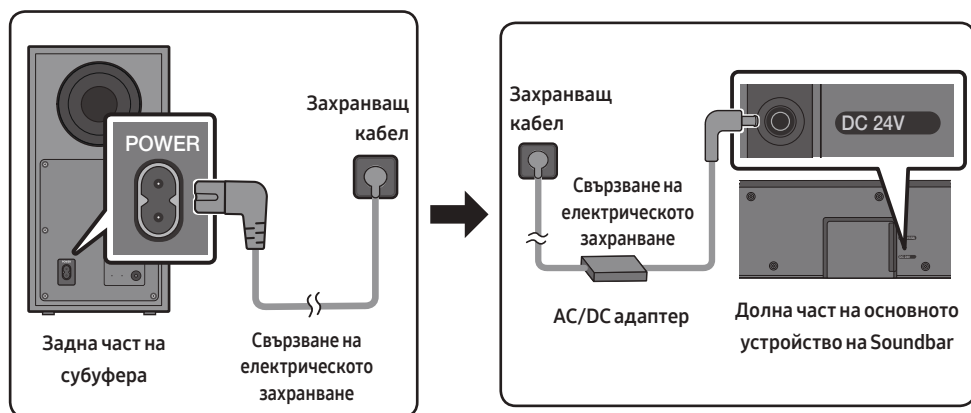 Захранващ
кабел
POWER
Задна част на
субуфера
Свързване на
електрическото
захранване
Захранващ
кабел
DC 24V
Свързване на
електрическото
захранване
AC/DC адаптер
Долна част на основното
устройство на Soundbar